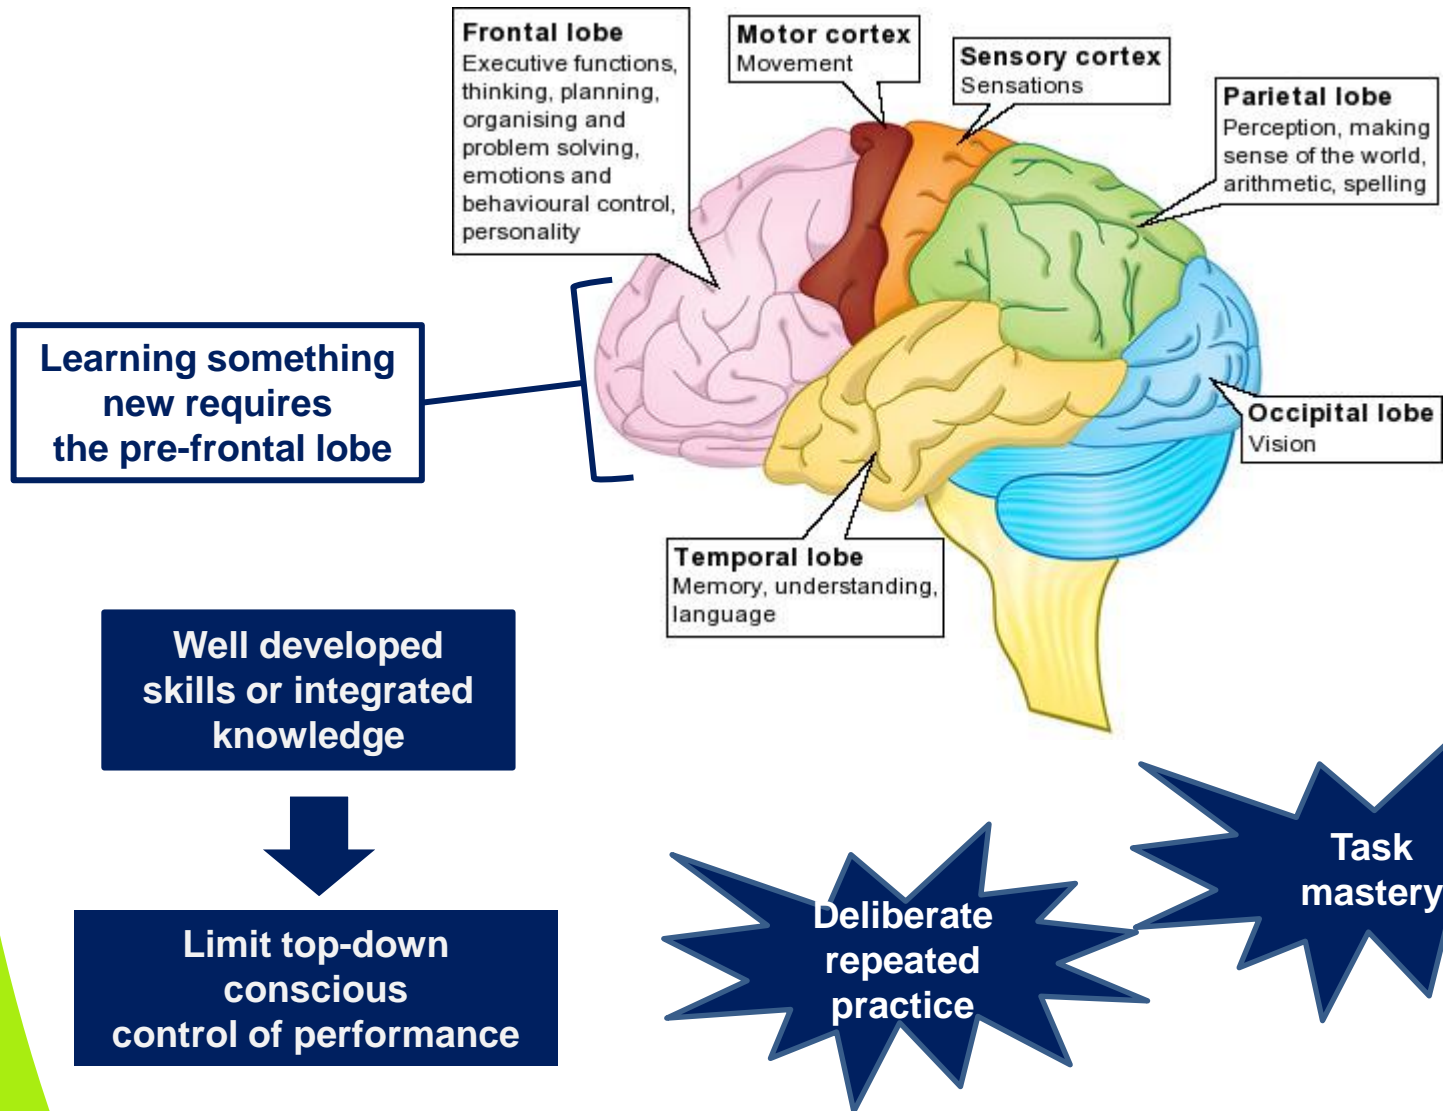 Frontal lobe
Executive functions,
thinking, planning,
organising and
problem solving,
emotions and
behavioural control,
personality
Motor cortex
Movement
Sensory cortex
Sensations
Parietal lobe
Perception, making
sense of the world,
arithmetic, spelling
Learning something
new requires
the pre-frontal lobe
Occipital lobe
Vision
Temporal lobe
Memory, understanding,
language
Well developed
skills or integrated
knowledge
Limit top-down
conscious
control of performance
Deliberate
repeated
practice
Task
mastery